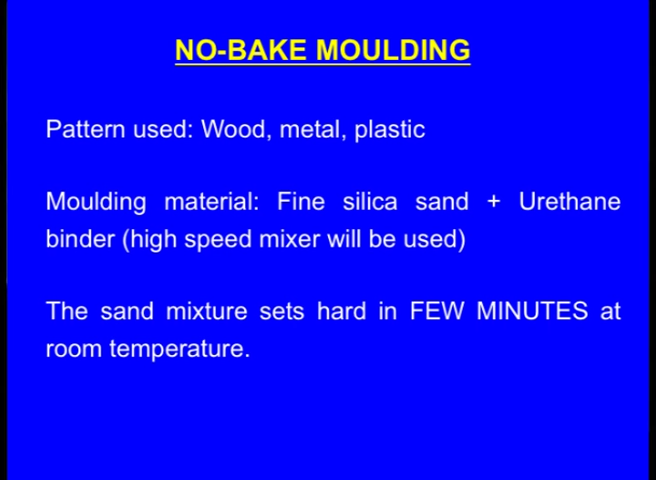 NO-BAKE MOULDING
Pattern used: Wood, metal, plastic
Moulding material: Fine silica sand + Urethane
binder (high speed mixer will be used)
The sand mixture sets hard in FEW MINUTES at
room temperature.